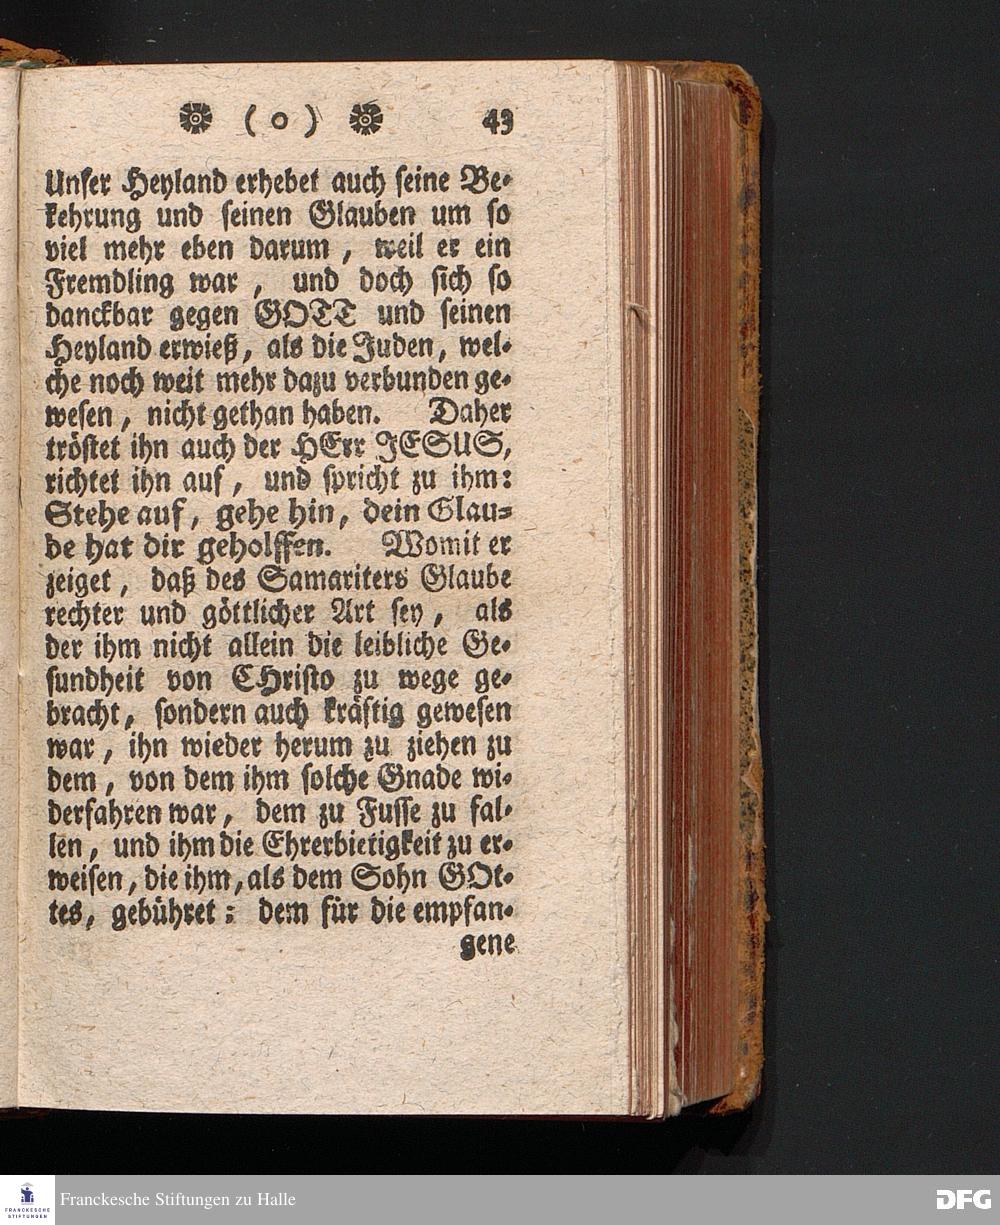 ( o ) 43
Unser Heyland erhebet auch seine Be-
kehrung und seinen Glauben um so
viel mehr eben darum, weil er ein
Fremdling war, und doch sich so
danckbar gegen GOTT und seinen
Heyland erwieß, als die Juden, wel-
che noch weit mehr dazu verbunden ge-
wesen, nicht gethan haben. Daher
tröstet ihn auch der HErr JESUS,
richtet ihn auf, und spricht zu ihm:
Stehe auf, gehe hin, dein Glau-
be hat dir geholffen. Womit er
zeiget, daß des Samariters Glaube
rechter und göttlicher Art sey, als
der ihm nicht allein die leibliche Ge-
sundheit von CHristo zu wege ge-
bracht, sondern auch kräftig gewesen
war, ihn wieder herum zu ziehen zu
dem, von dem ihm solche Gnade wi-
derfahren war, dem zu Fusse zu fal-
len, und ihm die Ehrerbietigkeit zu er-
weisen, die ihm, als dem Sohn GOt-
tes, gebühret: dem für die empfan-
gene
FRANCKESCHE
STIFTUNGEN
Franckesche Stiftungen zu Halle
DFG